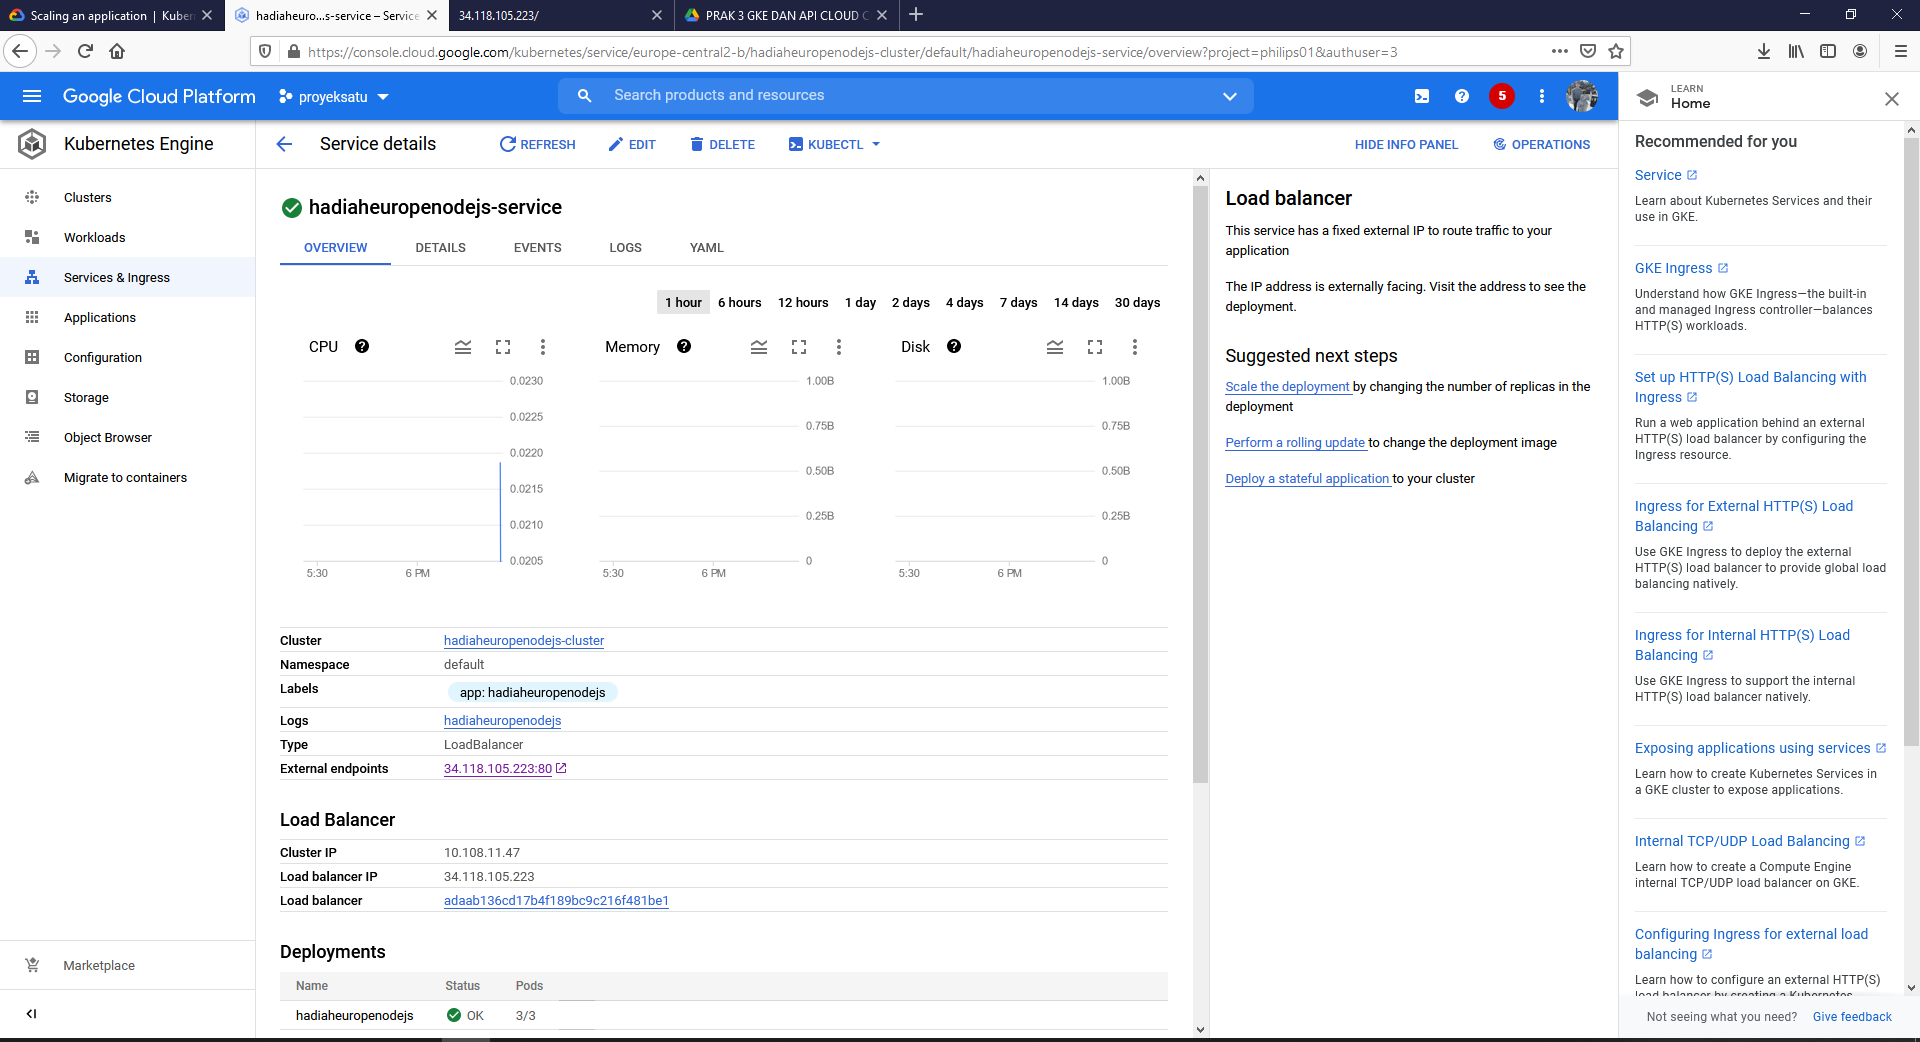 Scaling an application | Kuber
hadiaheuro...s-service – Service
34.118.105.223/
PRAK 3 GKE DAN API CLOUD C
https://console.cloud.google.com/kubernetes/service/europe-central2-b/hadiaheuropenodejs-cluster/default/hadiaheuropenodejs-service/overview?project=philips01&authuser=3
Google Cloud Platform
proyeksatu
Search products and resources
5
LEARN
Home
Kubernetes Engine
Service details
REFRESH
EDIT
DELETE
KUBECTL
HIDE INFO PANEL
OPERATIONS
Clusters
Workloads
Services & Ingress
Applications
Configuration
Storage
Object Browser
Migrate to containers
Marketplace
hadiaheuropenodejs-service
OVERVIEW
DETAILS
EVENTS
LOGS
YAML
1 hour
6 hours
12 hours
1 day
2 days
4 days
7 days
14 days
30 days
CPU
0.0230
0.0225
0.0220
0.0215
0.0210
0.0205
5:30
6 PM
Memory
1.00B
0.75B
0.50B
0.25B
0
5:30
6 PM
Disk
1.00B
0.75B
0.50B
0.25B
0
5:30
6 PM
Cluster hadiaheuropenodejs-cluster
Namespace default
Labels app: hadiaheuropenodejs
Logs hadiaheuropenodejs
Type LoadBalancer
External endpoints 34.118.105.223:80
Load Balancer
Cluster IP 10.108.11.47
Load balancer IP 34.118.105.223
Load balancer adaab136cd17b4f189bc9c216f481be1
Deployments
Name Status Pods
hadiaheuropenodejs OK 3/3
Load balancer
This service has a fixed external IP to route traffic to your
application
The IP address is externally facing. Visit the address to see the
deployment.
Suggested next steps
Scale the deployment by changing the number of replicas in the
deployment
Perform a rolling update to change the deployment image
Deploy a stateful application to your cluster
Recommended for you
Service
Learn about Kubernetes Services and their
use in GKE.
GKE Ingress
Understand how GKE Ingress—the built-in
and managed Ingress controller—balances
HTTP(S) workloads.
Set up HTTP(S) Load Balancing with
Ingress
Run a web application behind an external
HTTP(S) load balancer by configuring the
Ingress resource.
Ingress for External HTTP(S) Load
Balancing
Use GKE Ingress to deploy the external
HTTP(S) load balancer to provide global load
balancing natively.
Ingress for Internal HTTP(S) Load
Balancing
Use GKE Ingress to support the internal
HTTP(S) load balancer natively.
Exposing applications using services
Learn how to create Kubernetes Services in
a GKE cluster to expose applications.
Internal TCP/UDP Load Balancing
Learn how to create a Compute Engine
internal TCP/UDP load balancer on GKE.
Configuring Ingress for external load
balancing
Learn how to configure an external HTTP(S)
load balancer by creating a Kubernetes
Not seeing what you need? Give feedback